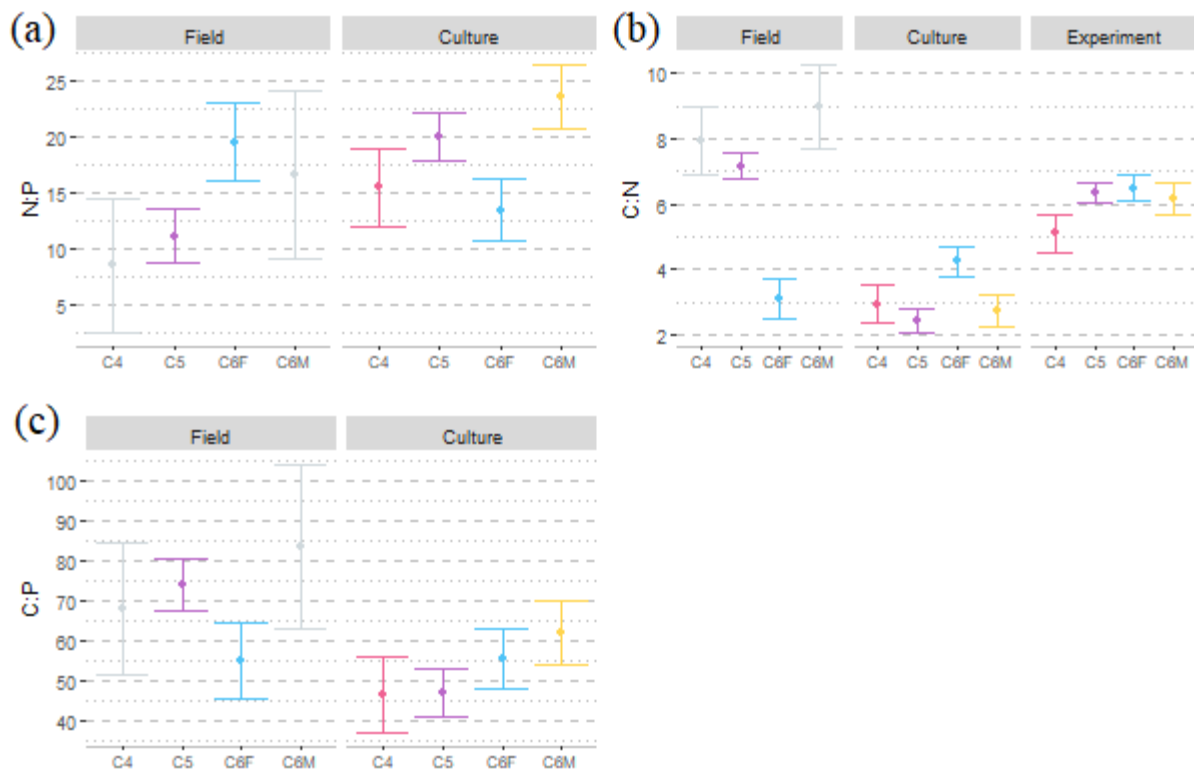 (a)
Field Culture
N:P
25
20
15
10
5
C4 C5 C6F C6M C4 C5 C6F C6M
(b)
Field Culture Experiment
C:N
10
8
6
4
2
C4 C5 C6F C6M C4 C5 C6F C6M C4 C5 C6F C6M
(c)
Field Culture
C:P
100
90
80
70
60
50
40
C4 C5 C6F C6M C4 C5 C6F C6M